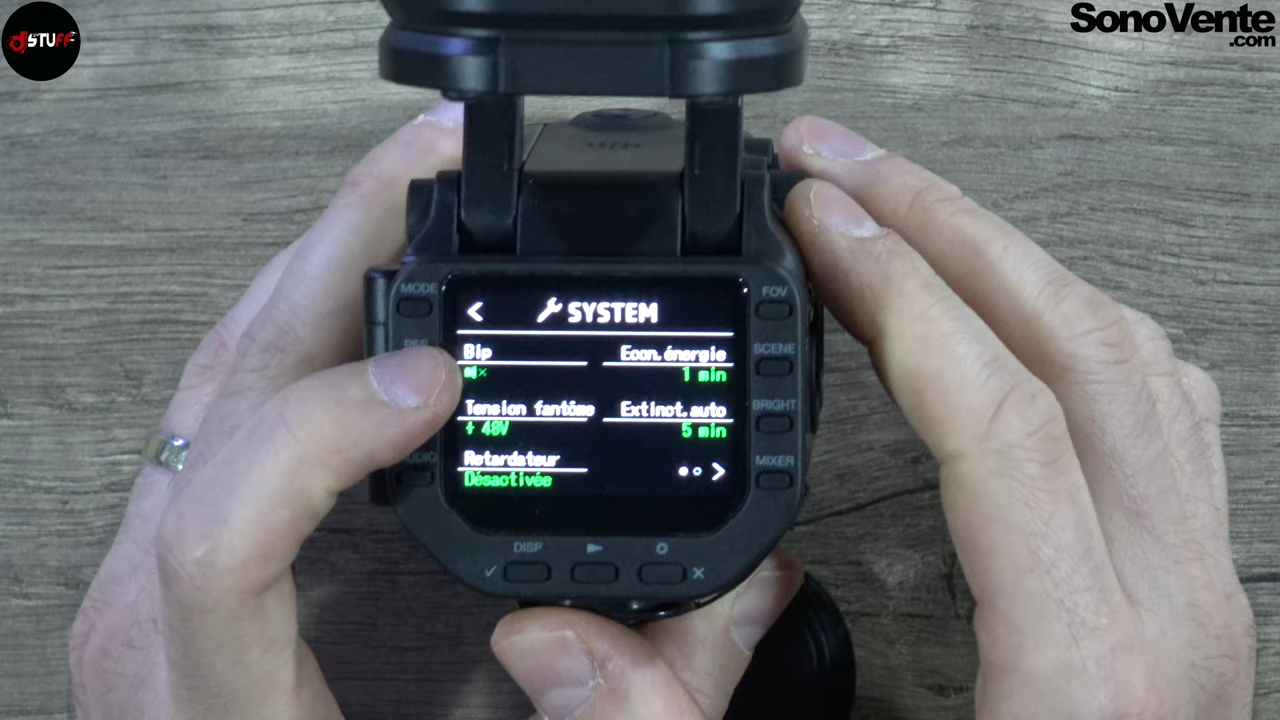 dJ STUFF
SonoVente
.com
MODE
FOV
< SYSTEM
Bip
Econ.énergie
1 min
SCENE
Tension fantôme
Extinct.auto
+ 48V
5 min
BRIGHT
Retardateur
Désactivée
MIXER
DISP